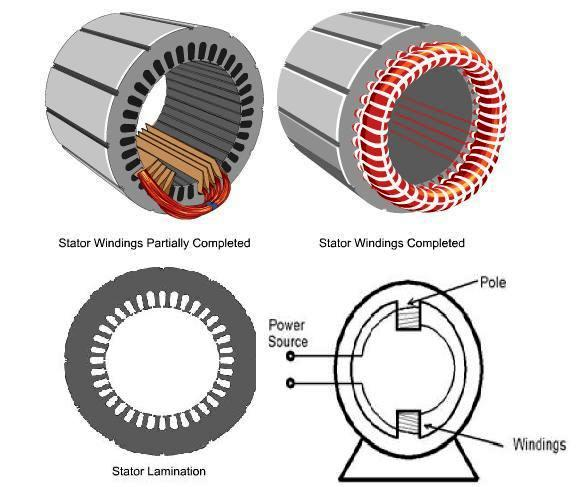 Stator Windings Partially Completed
Stator Windings Completed
Pole
Power
Source
Windings
Stator Lamination